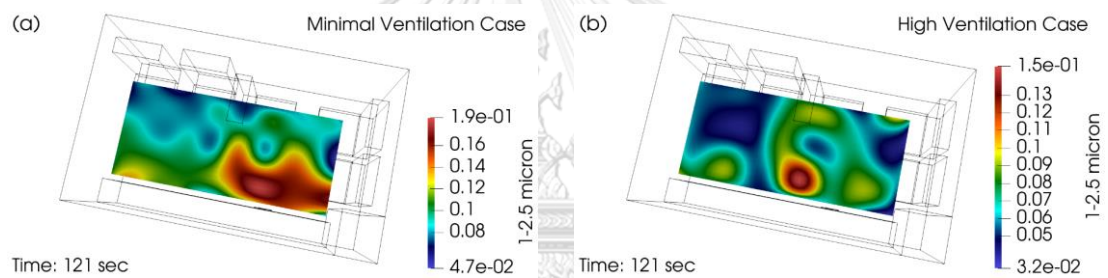 (a) Minimal Ventilation Case
1.9e-01
0.16
0.14
0.12
0.1
0.08
4.7e-02
1-2.5 micron
Time: 121 sec
(b) High Ventilation Case
1.5e-01
0.13
0.12
0.11
0.1
0.09
0.08
0.07
0.06
0.05
3.2e-02
1-2.5 micron
Time: 121 sec